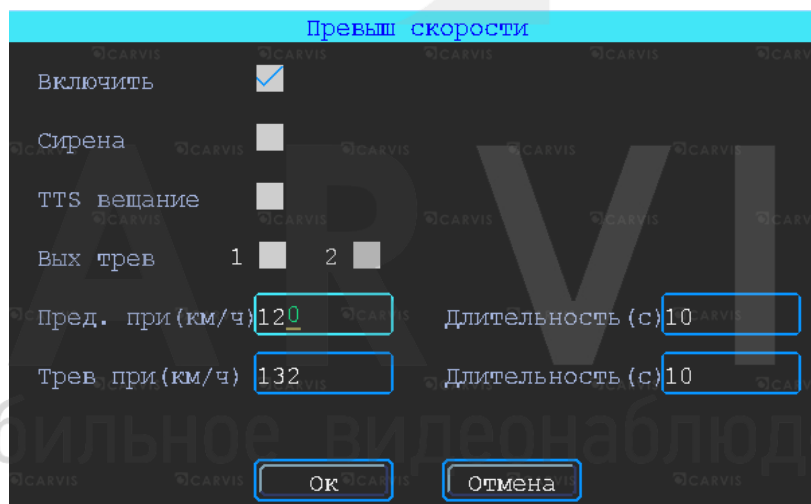 Превыш скорости
Включить
Сирена
TTS вещание
Вых трев 1 2
Пред. при(км/ч) 120 Длительность(с) 10
Трев при(км/ч) 132 Длительность(с) 10
Ок Отмена
CARVIS